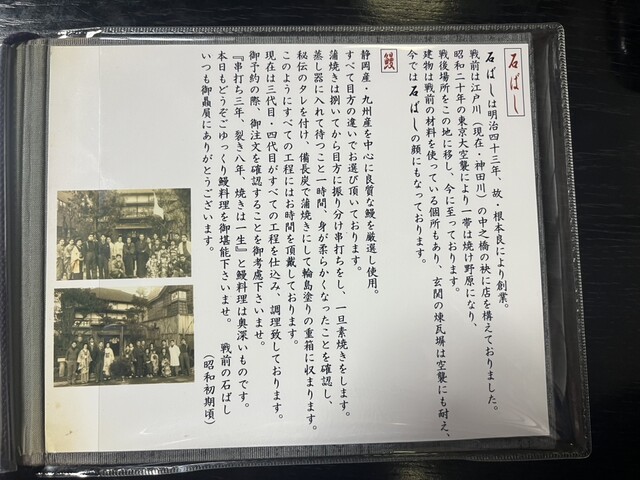 石ばし
石ばしは明治四十三年、故・根本良により創業。
戦前は江戸川（現在・神田川）の中之橋の袂に店を構えておりました。
昭和二十年の東京大空襲により一帯は焼け野原になり、
戦後場所をこの地に移し、今に至っております。
建物は戦前の材料を使っている個所もあり、玄関の煉瓦塀は空襲にも耐え、
今では石ばしの顔にもなっております。
鰻
静岡産・九州産を中心に良質な鰻を厳選し使用。
すべて目方の違いでお選び頂いております。
蒲焼きは捌いてから目方に振り分け串打ちをし、一旦素焼きをします。
蒸し器に入れて待つこと一時間、身が柔らかくなったことを確認し、
秘伝のタレを付け、備長炭で蒲焼きにして輪島塗りの重箱に収まります。
このようにすべての工程にはお時間を頂戴しております。
現在は三代目・四代目がすべての工程を仕込み、調理致しております。
御予約の際、御注文を確認することを御考慮下さいませ。
『串打ち三年、裂き八年、焼きは一生』と鰻料理は奥深いものです。
本日もどうぞごゆっくり鰻料理を御堪能下さいませ。
いつも御贔屓にありがとうございます。
戦前の石ばし
（昭和初期頃）